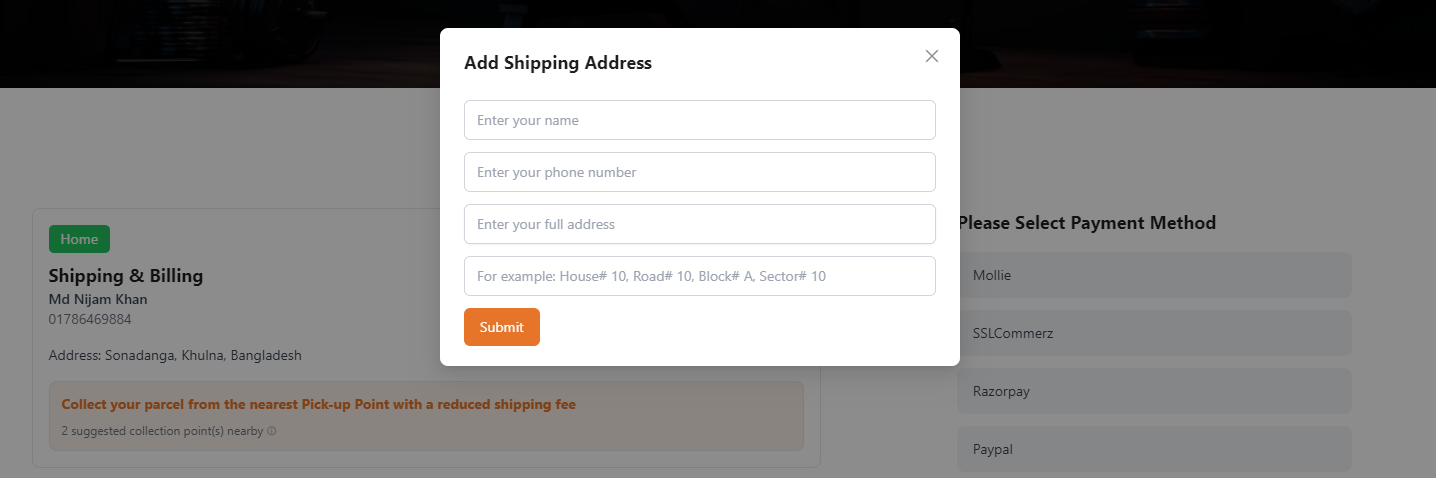 Add Shipping Address
Enter your name
Enter your phone number
Enter your full address
For example: House# 10, Road# 10, Block# A, Sector# 10
Submit
Home
Shipping & Billing
Md Nijam Khan
01786469884
Address: Sonadanga, Khulna, Bangladesh
Collect your parcel from the nearest Pick-up Point with a reduced shipping fee
2 suggested collection point(s) nearby
Please Select Payment Method
Mollie
SSLCommerz
Razorpay
Paypal